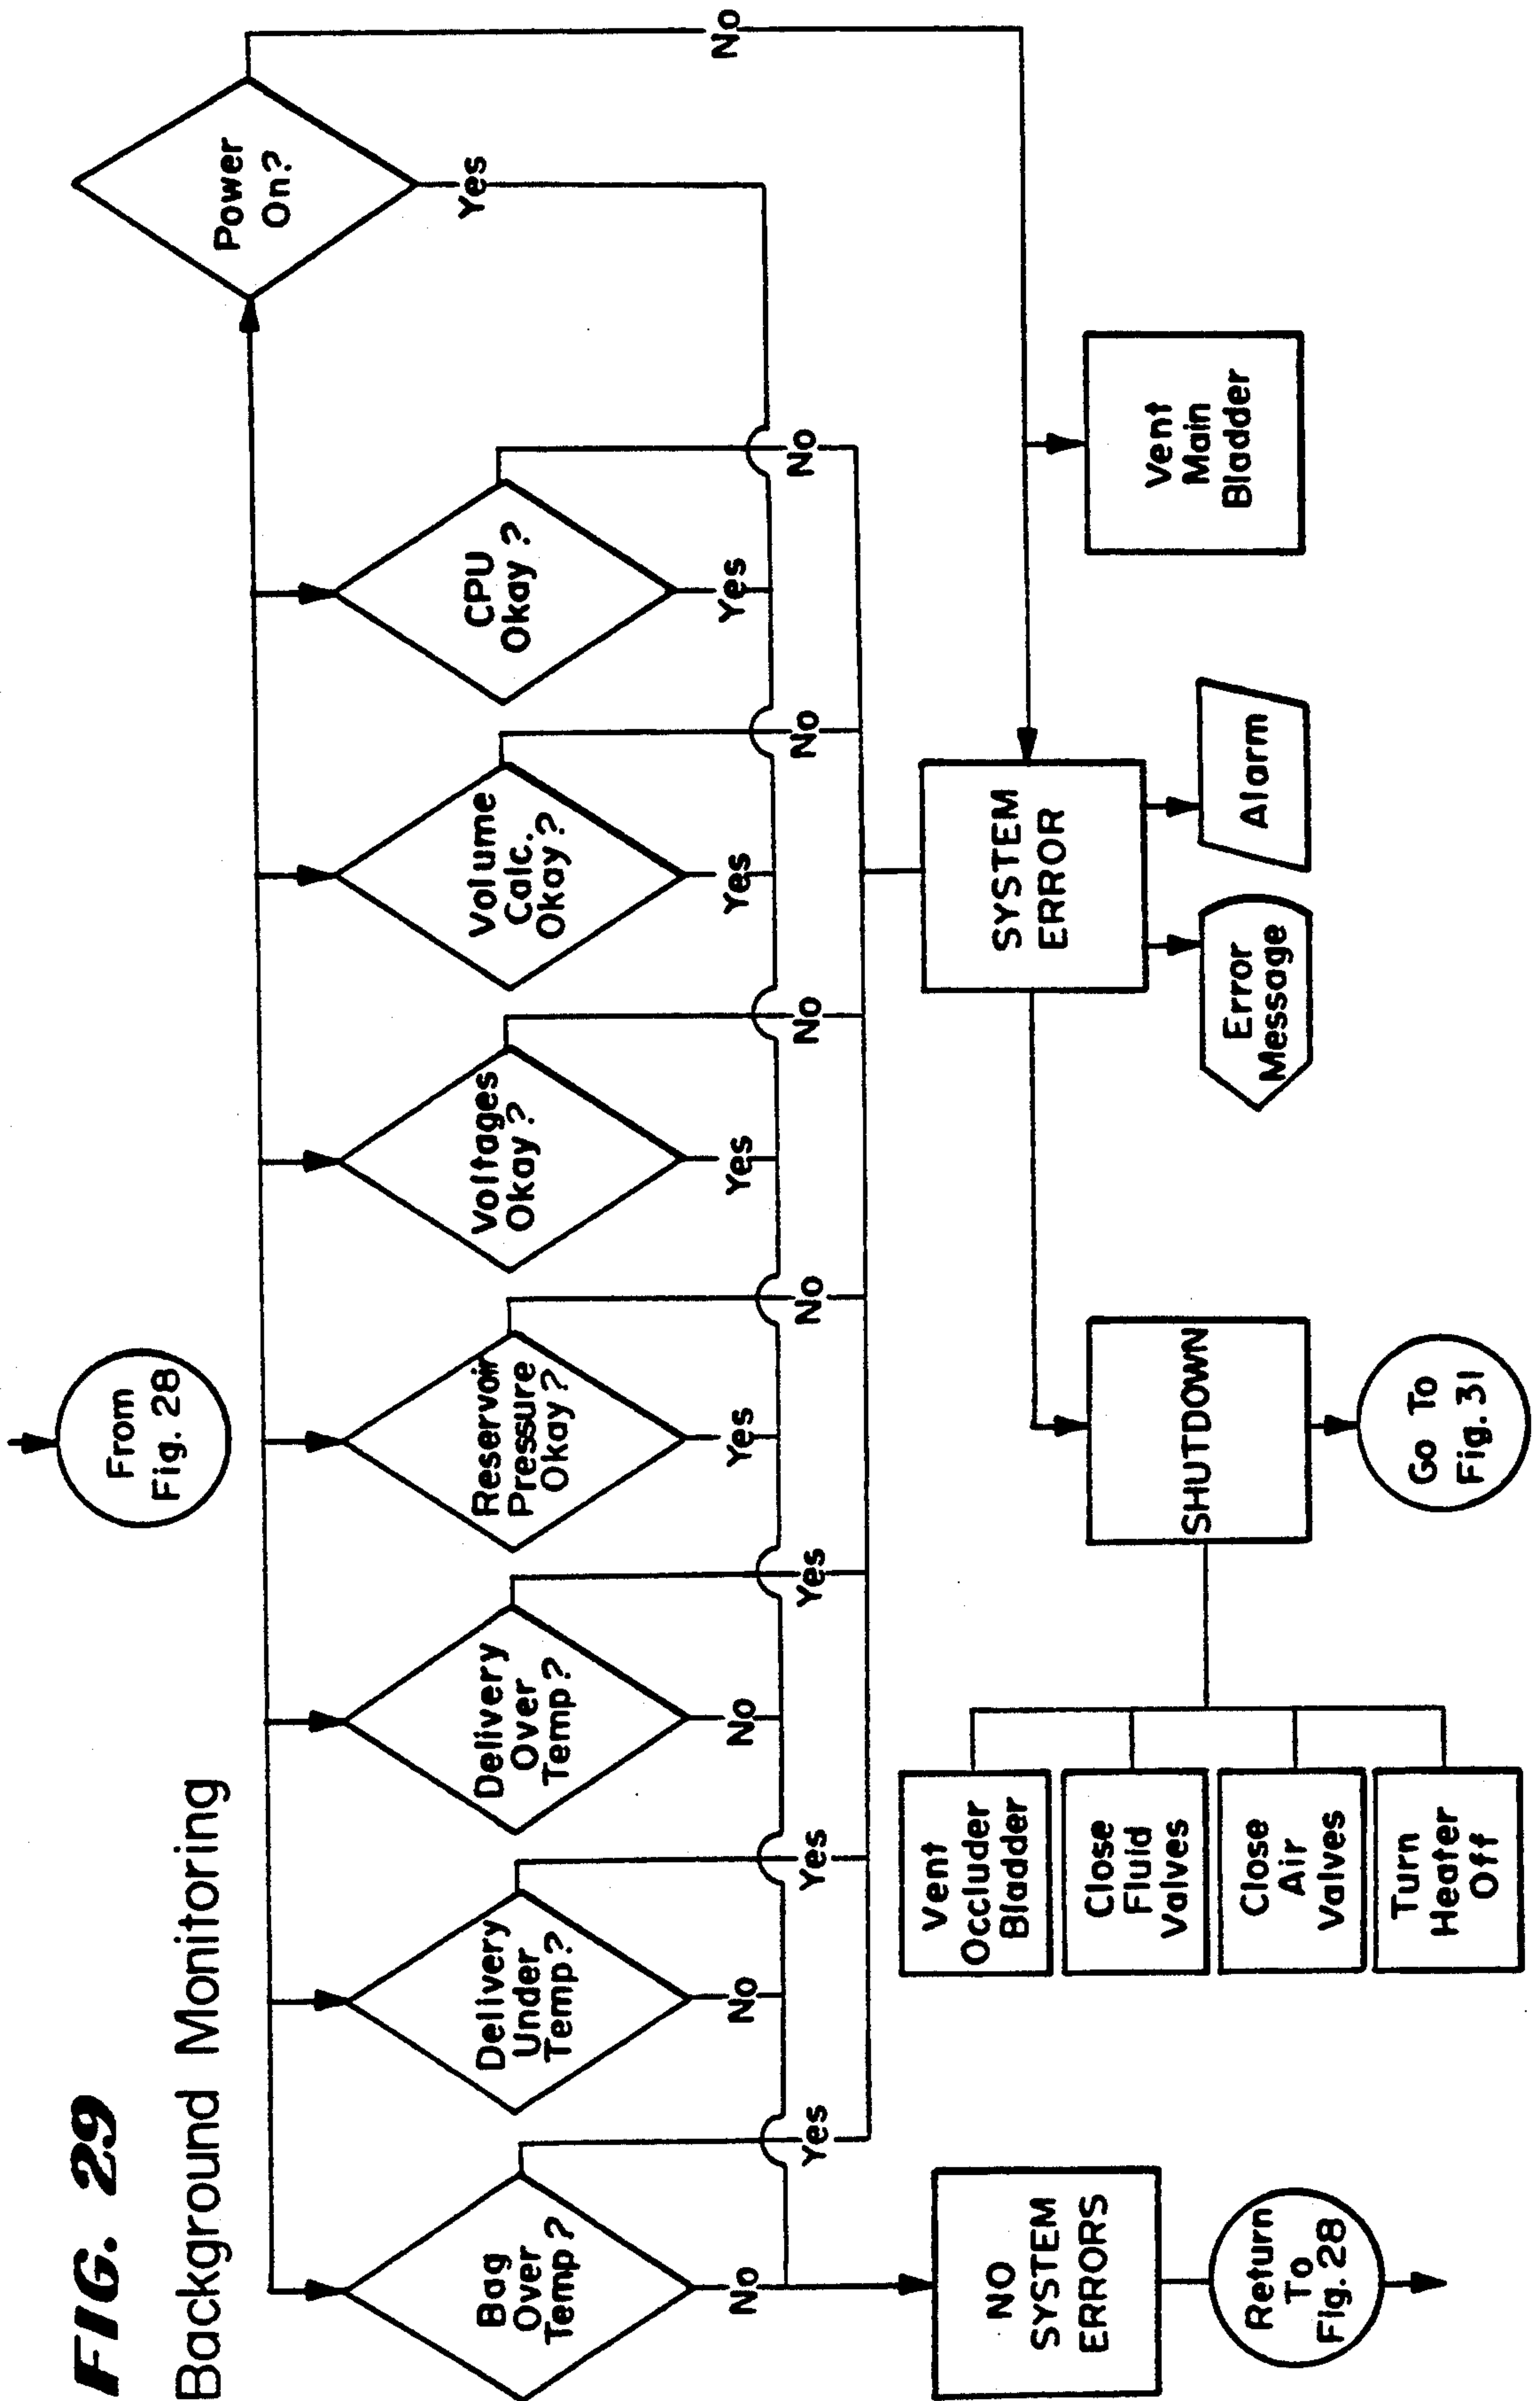 FIG. 29
Background Monitoring
From
Fig. 28
Bag
Over
Temp?
Delivery
Under
Temp?
Delivery
Over
Temp?
Reservoir
Pressure
Okay?
Voltages
Okay?
Volume
Calc.
Okay?
CPU
Okay?
Power
On?
No
No
No
Yes
Yes
Yes
Yes
Yes
Yes
Yes
Yes
No
No
No
No
No
NO
SYSTEM
ERRORS
Return
To
Fig. 28
Vent
Occluder
Bladder
Close
Fluid
Valves
Close
Air
Valves
Turn
Heater
Off
SHUTDOWN
Go To
Fig. 31
SYSTEM
ERROR
Error
Message
Alarm
Vent
Main
Bladder